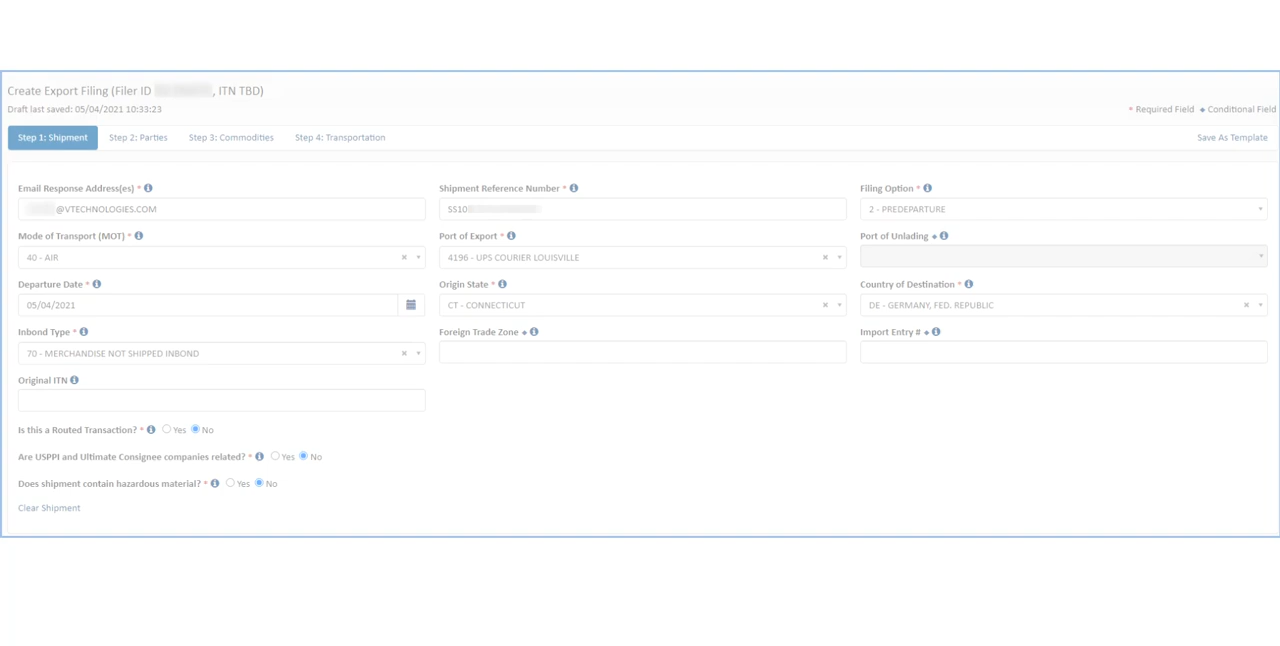 Create Export Filing (Filer ID , ITN TBD)
Draft last saved: 05/04/2021 10:33:23
* Required Field ⬥ Conditional Field
Step 1: Shipment Step 2: Parties Step 3: Commodities Step 4: Transportation Save As Template
Email Response Address(es) * Shipment Reference Number * Filing Option *
@VTECHNOLOGIES.COM SS10 2 - PREDEPARTURE
Mode of Transport (MOT) * Port of Export * Port of Unlading ⬥
40 - AIR 4196 - UPS COURIER LOUISVILLE
Departure Date * Origin State * Country of Destination *
05/04/2021 CT - CONNECTICUT DE - GERMANY, FED. REPUBLIC
Inbond Type * Foreign Trade Zone ⬥ Import Entry # ⬥
70 - MERCHANDISE NOT SHIPPED INBOND
Original ITN
Is this a Routed Transaction? * Yes No
Are USPPI and Ultimate Consignee companies related? * Yes No
Does shipment contain hazardous material? * Yes No
Clear Shipment